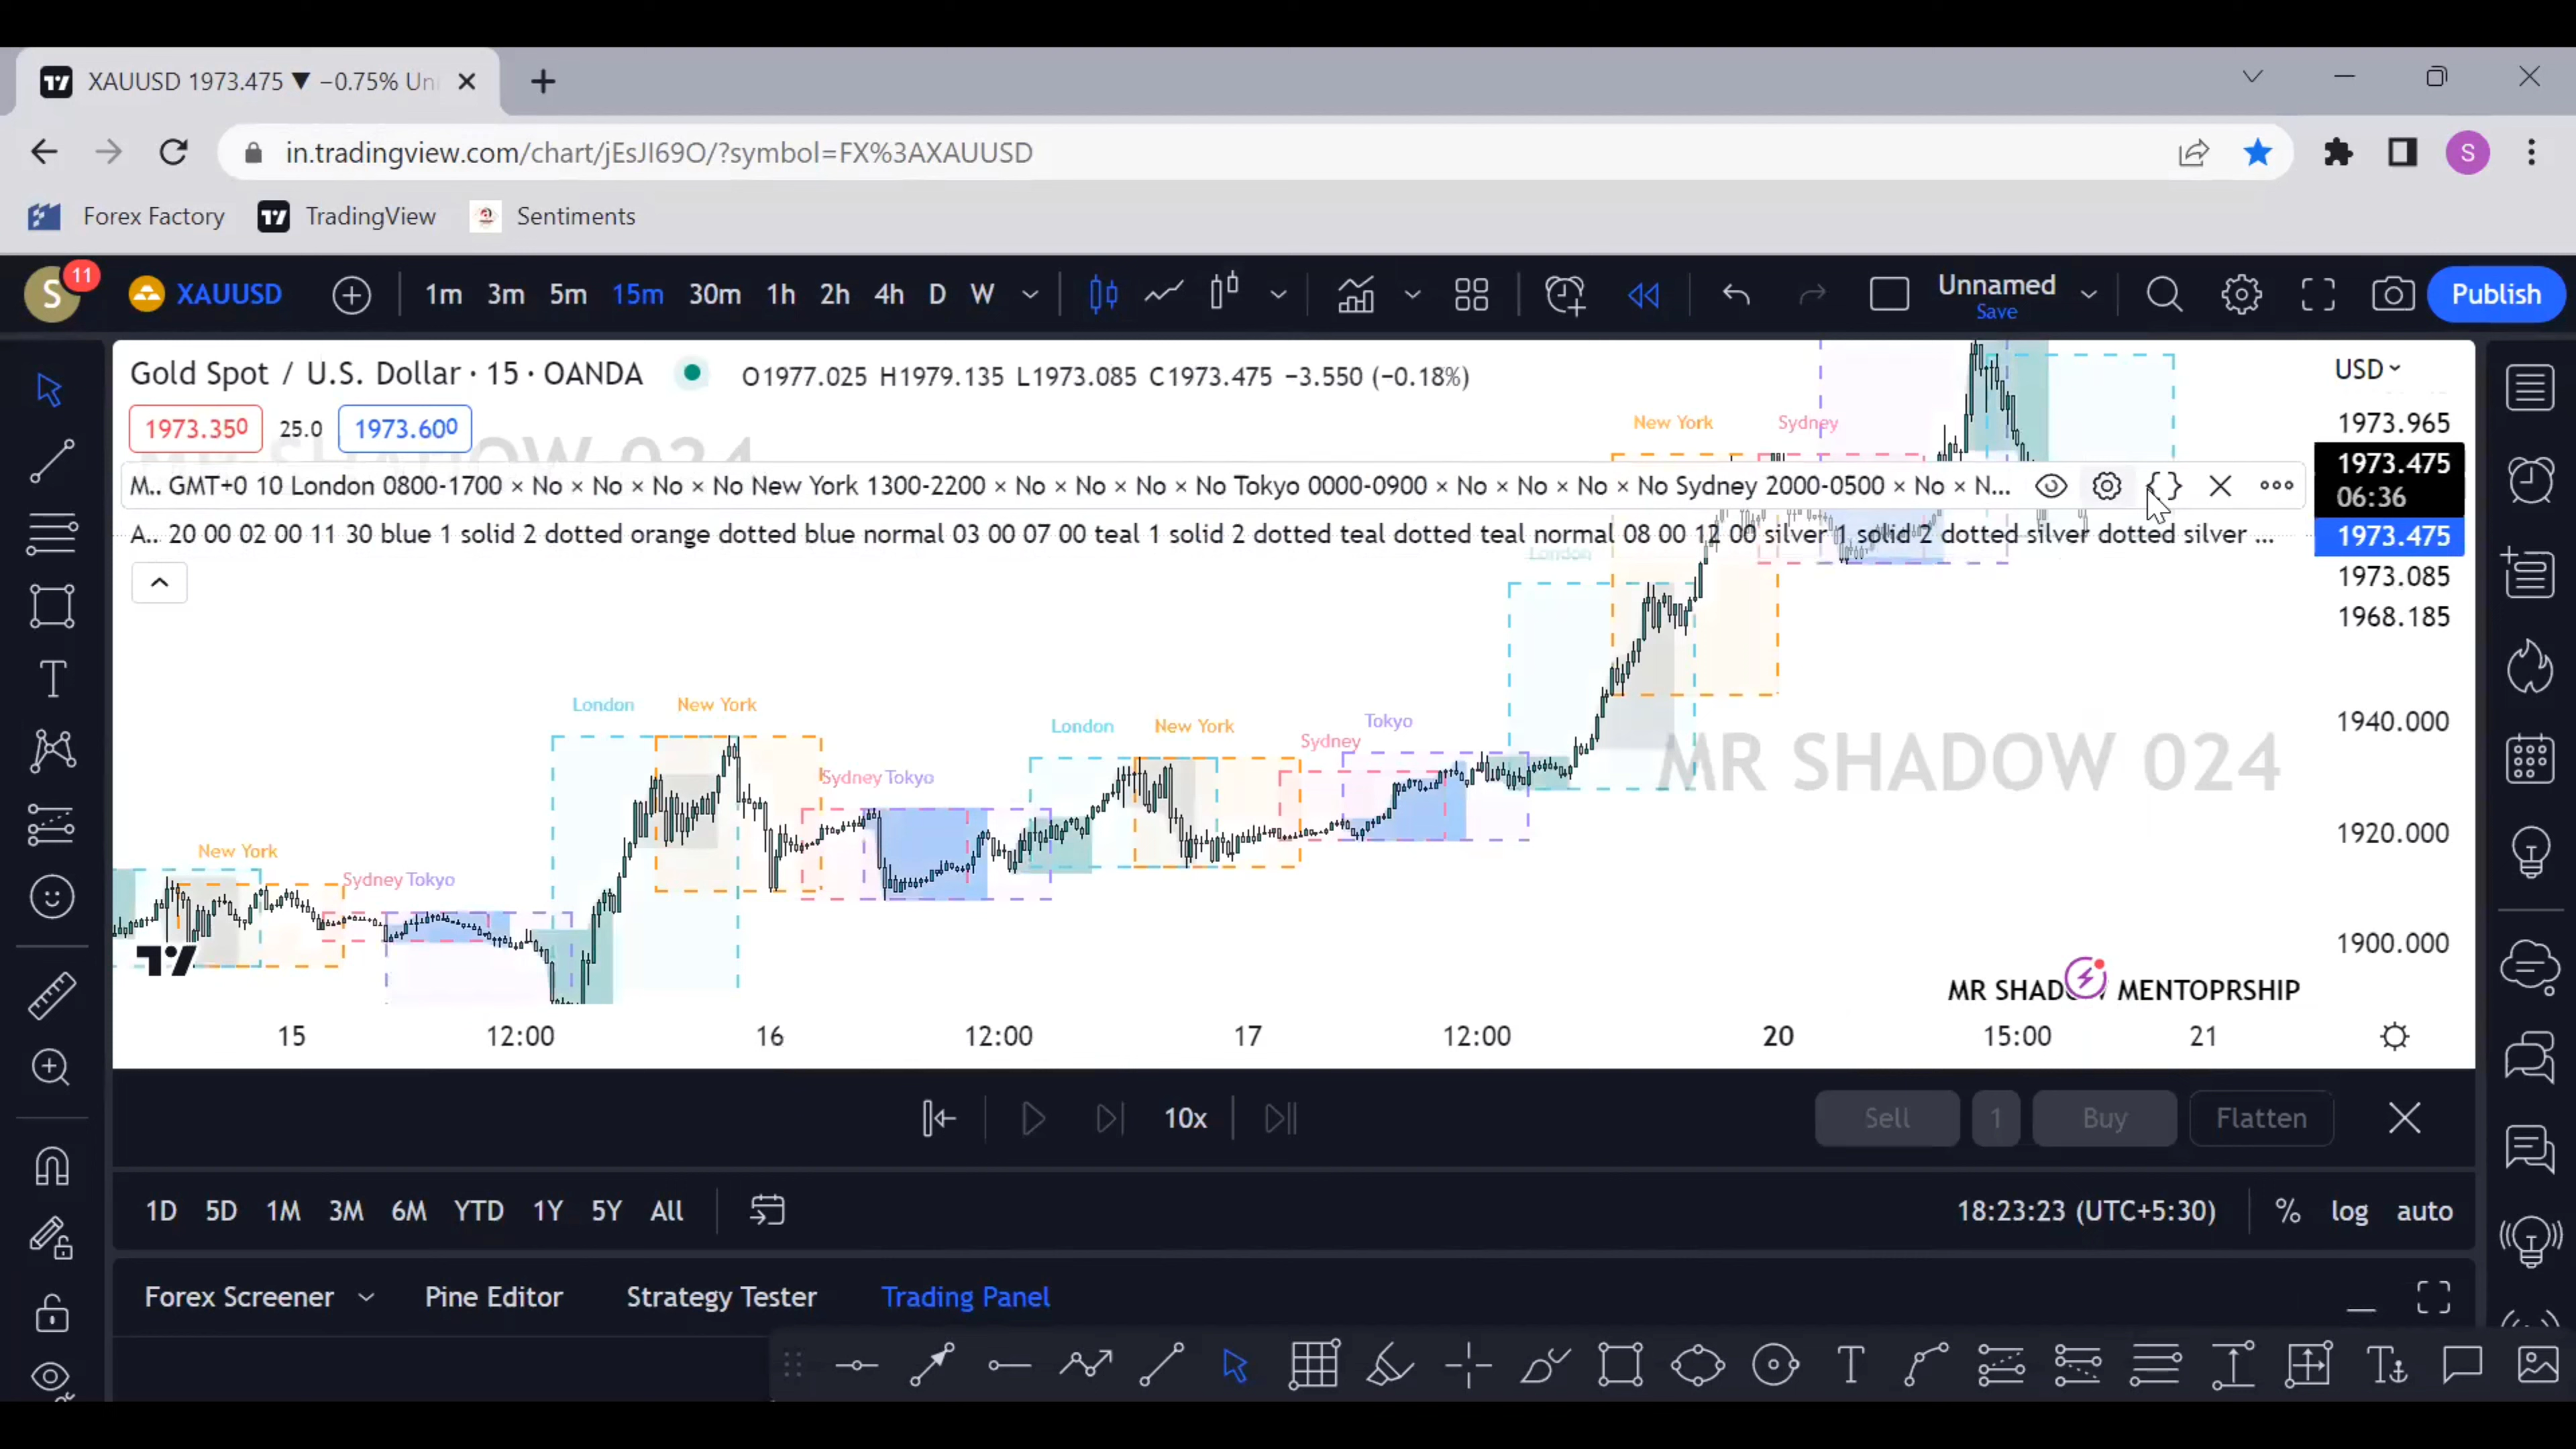 XAUUSD 1973.475 ▼ −0.75% Un
in.tradingview.com/chart/jEsJI69O/?symbol=FX%3AXAUUSD
S
Forex Factory TradingView Sentiments
S 11 XAUUSD 1m 3m 5m 15m 30m 1h 2h 4h D W Unnamed Save Publish
Gold Spot / U.S. Dollar · 15 · OANDA O1977.025 H1979.135 L1973.085 C1973.475 −3.550 (−0.18%)
USD
1973.350 25.0 1973.600
M.. GMT+0 10 London 0800-1700 × No × No × No × No New York 1300-2200 × No × No × No × No Tokyo 0000-0900 × No × No × No × No Sydney 2000-0500 × No × N...
A.. 20 00 02 00 11 30 blue 1 solid 2 dotted orange dotted blue normal 03 00 07 00 teal 1 solid 2 dotted teal dotted teal normal 08 00 12 00 silver 1 solid 2 dotted silver dotted silver ...
1973.965
1973.475
06:36
1973.475
1973.085
1968.185
1940.000
1920.000
1900.000
New York Sydney
London
London New York
London New York
Tokyo
Sydney
Sydney Tokyo
New York
Sydney Tokyo
MR SHADOW 024
MR SHADOW 024
MR SHADOW MENTOPRSHIP
15 12:00 16 12:00 17 12:00 20 15:00 21
10x Sell 1 Buy Flatten
1D 5D 1M 3M 6M YTD 1Y 5Y All 18:23:23 (UTC+5:30) % log auto
Forex Screener Pine Editor Strategy Tester Trading Panel